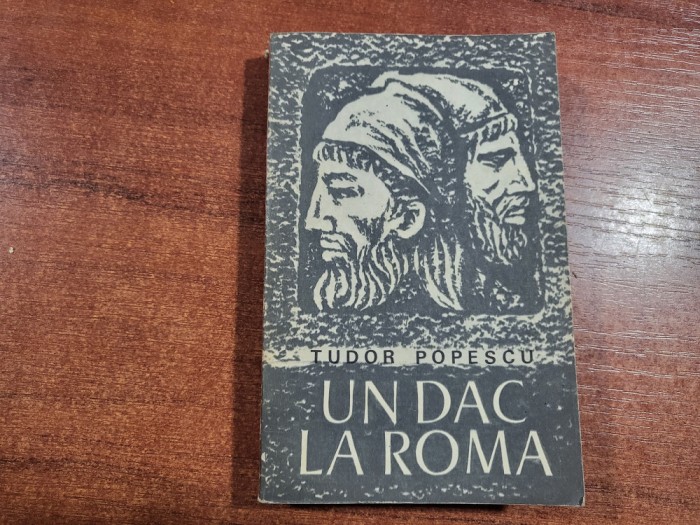 TUDOR POPESCU
UN DAC
LA ROMA